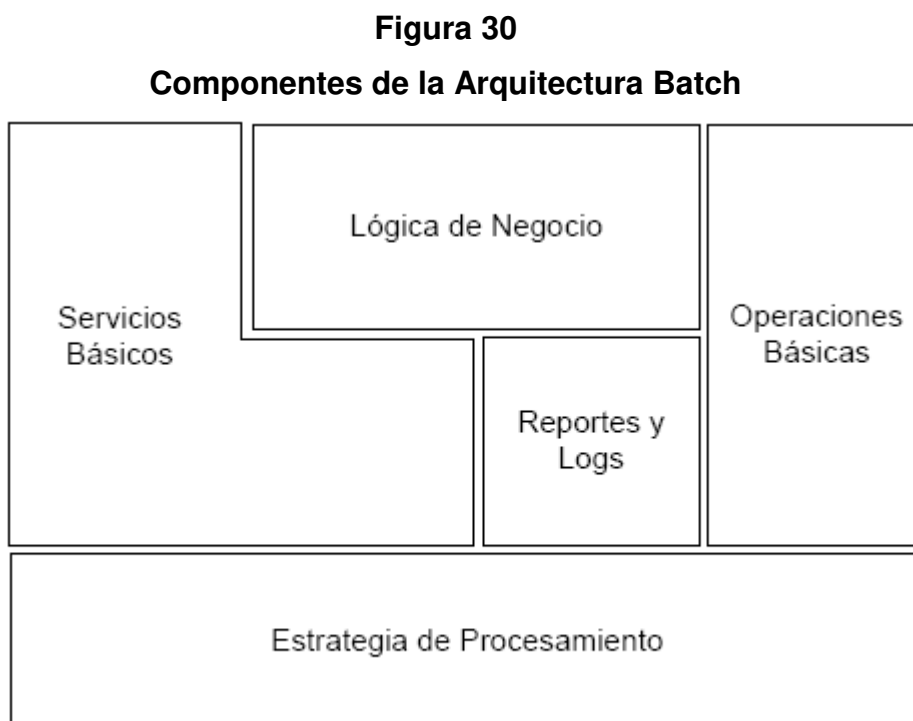 Figura 30
Componentes de la Arquitectura Batch
Lógica de Negocio
Servicios
Básicos
Operaciones
Básicas
Reportes y
Logs
Estrategia de Procesamiento